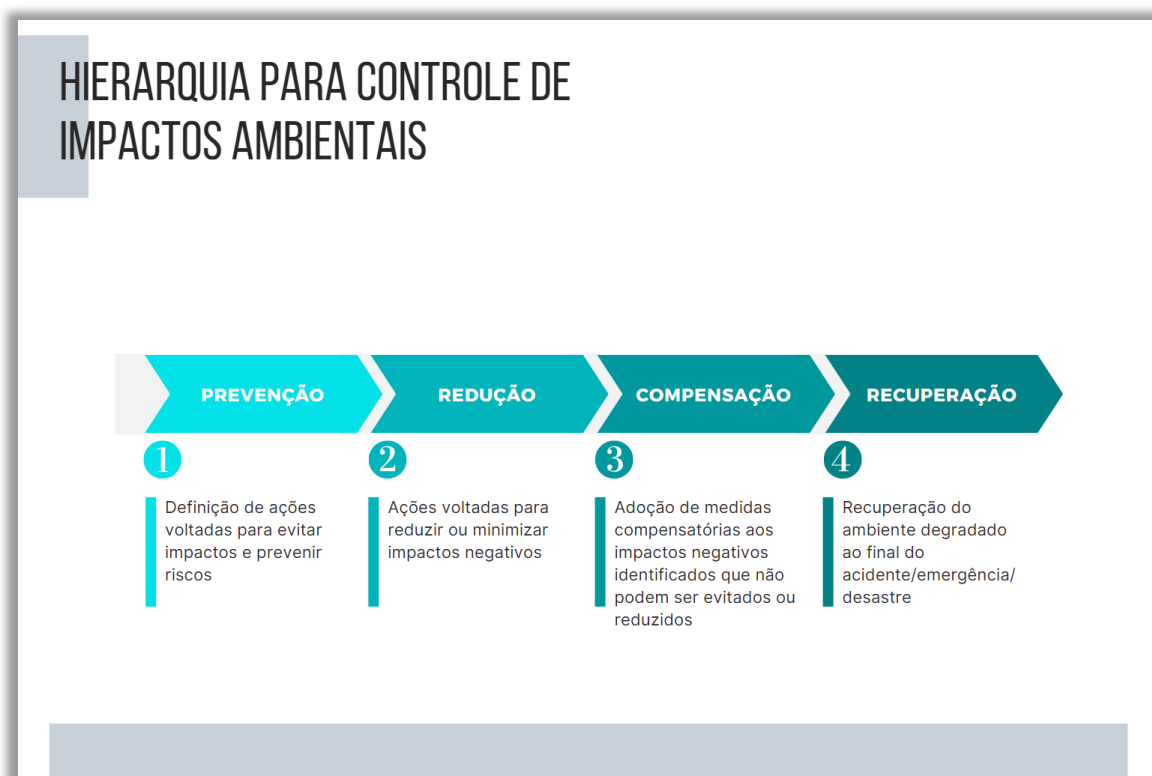 HIERARQUIA PARA CONTROLE DE
IMPACTOS AMBIENTAIS
PREVENÇÃO
REDUÇÃO
COMPENSAÇÃO
RECUPERAÇÃO
1
Definição de ações
voltadas para evitar
impactos e prevenir
riscos
2
Ações voltadas para
reduzir ou minimizar
impactos negativos
3
Adoção de medidas
compensatórias aos
impactos negativos
identificados que não
podem ser evitados ou
reduzidos
4
Recuperação do
ambiente degradado
ao final do
acidente/emergência/
desastre